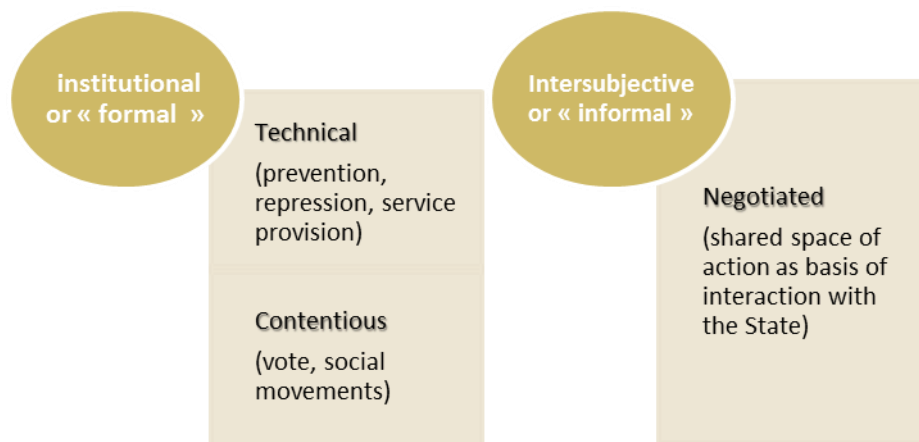 institutional
or « formal  »
Technical
(prevention,
repression, service
provision)
Contentious
(vote, social
movements)
Intersubjective
or « informal »
Negotiated
(shared space of
action as basis of
interaction with
the State)